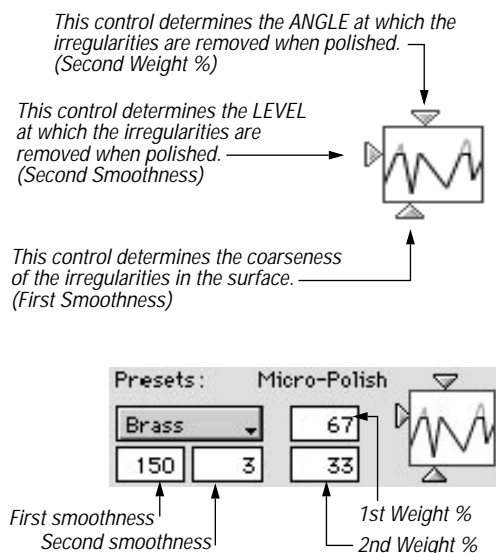 This control determines the ANGLE at which the
irregularities are removed when polished.
(Second Weight %)
This control determines the LEVEL
at which the irregularities are
removed when polished.
(Second Smoothness)
This control determines the coarseness
of the irregularities in the surface.
(First Smoothness)
Presets: Micro-Polish
Brass 67
150 3 33
First smoothness 1st Weight %
Second smoothness 2nd Weight %